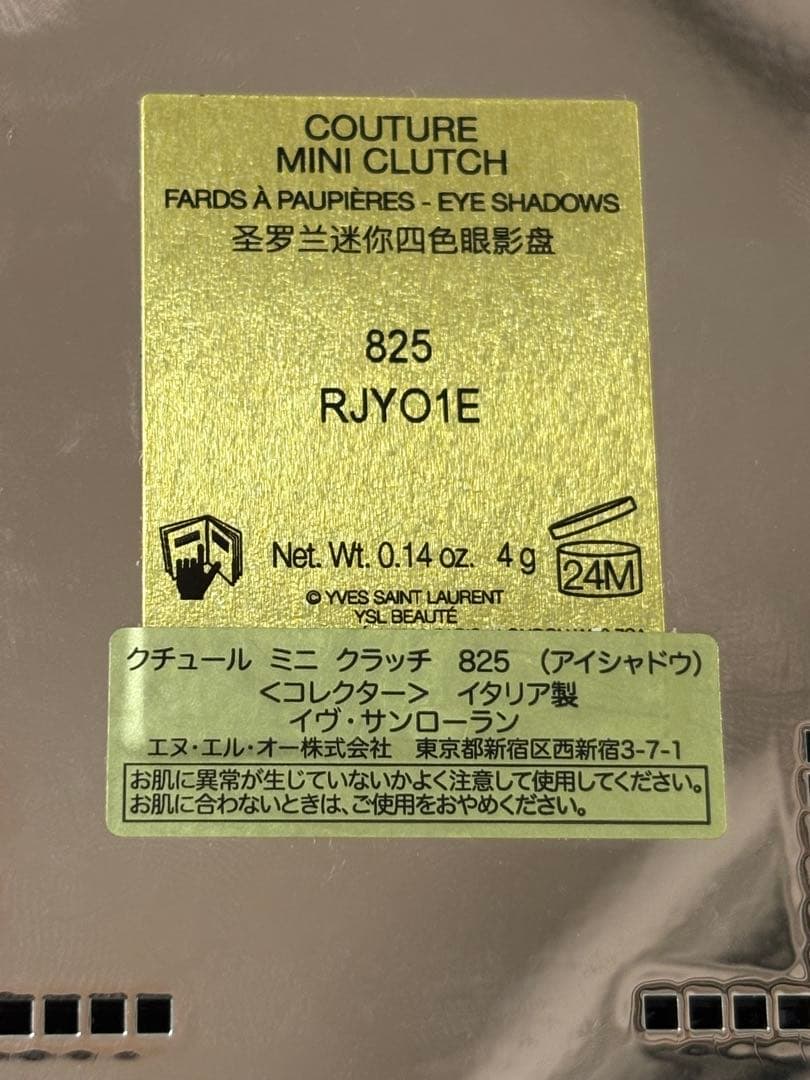 COUTURE
MINI CLUTCH
FARDS À PAUPIÈRES - EYE SHADOWS
圣罗兰迷你四色眼影盘
825
RJYO1E
Net. Wt. 0.14 oz. 4 g
24M
© YVES SAINT LAURENT
YSL BEAUTÉ
クチュール ミニ クラッチ 825 (アイシャドウ)
<コレクター> イタリア製
イヴ・サンローラン
エヌ・エル・オー株式会社 東京都新宿区西新宿3-7-1
お肌に異常が生じていないかよく注意して使用してください。
お肌に合わないときは、ご使用をおやめください。